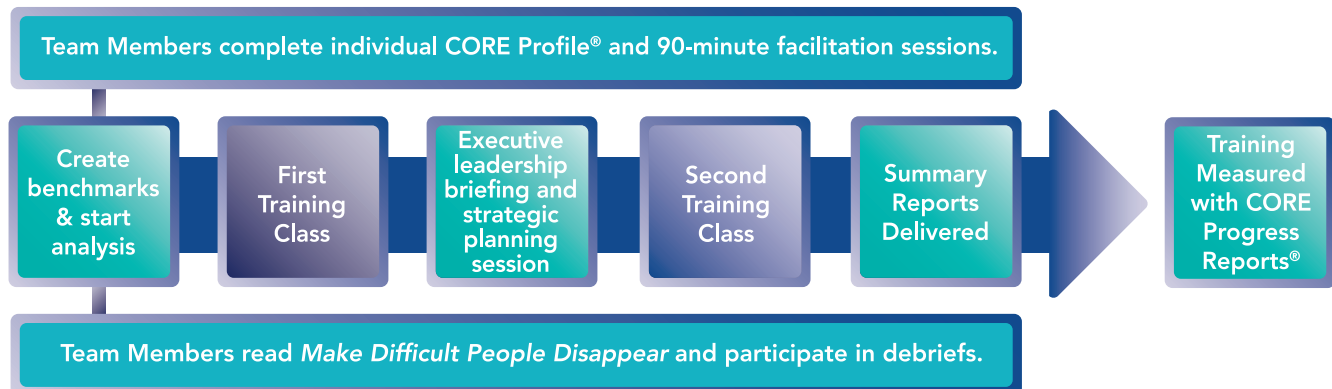 Team Members complete individual CORE Profile® and 90-minute facilitation sessions.
Create
benchmarks
& start
analysis
First
Training
Class
Executive
leadership
briefing and
strategic
planning
session
Second
Training
Class
Summary
Reports
Delivered
Training
Measured
with CORE
Progress
Reports®
Team Members read Make Difficult People Disappear and participate in debriefs.